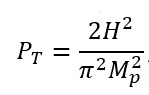 P_T = \frac{2H^2}{\pi^2 M_p^2}.